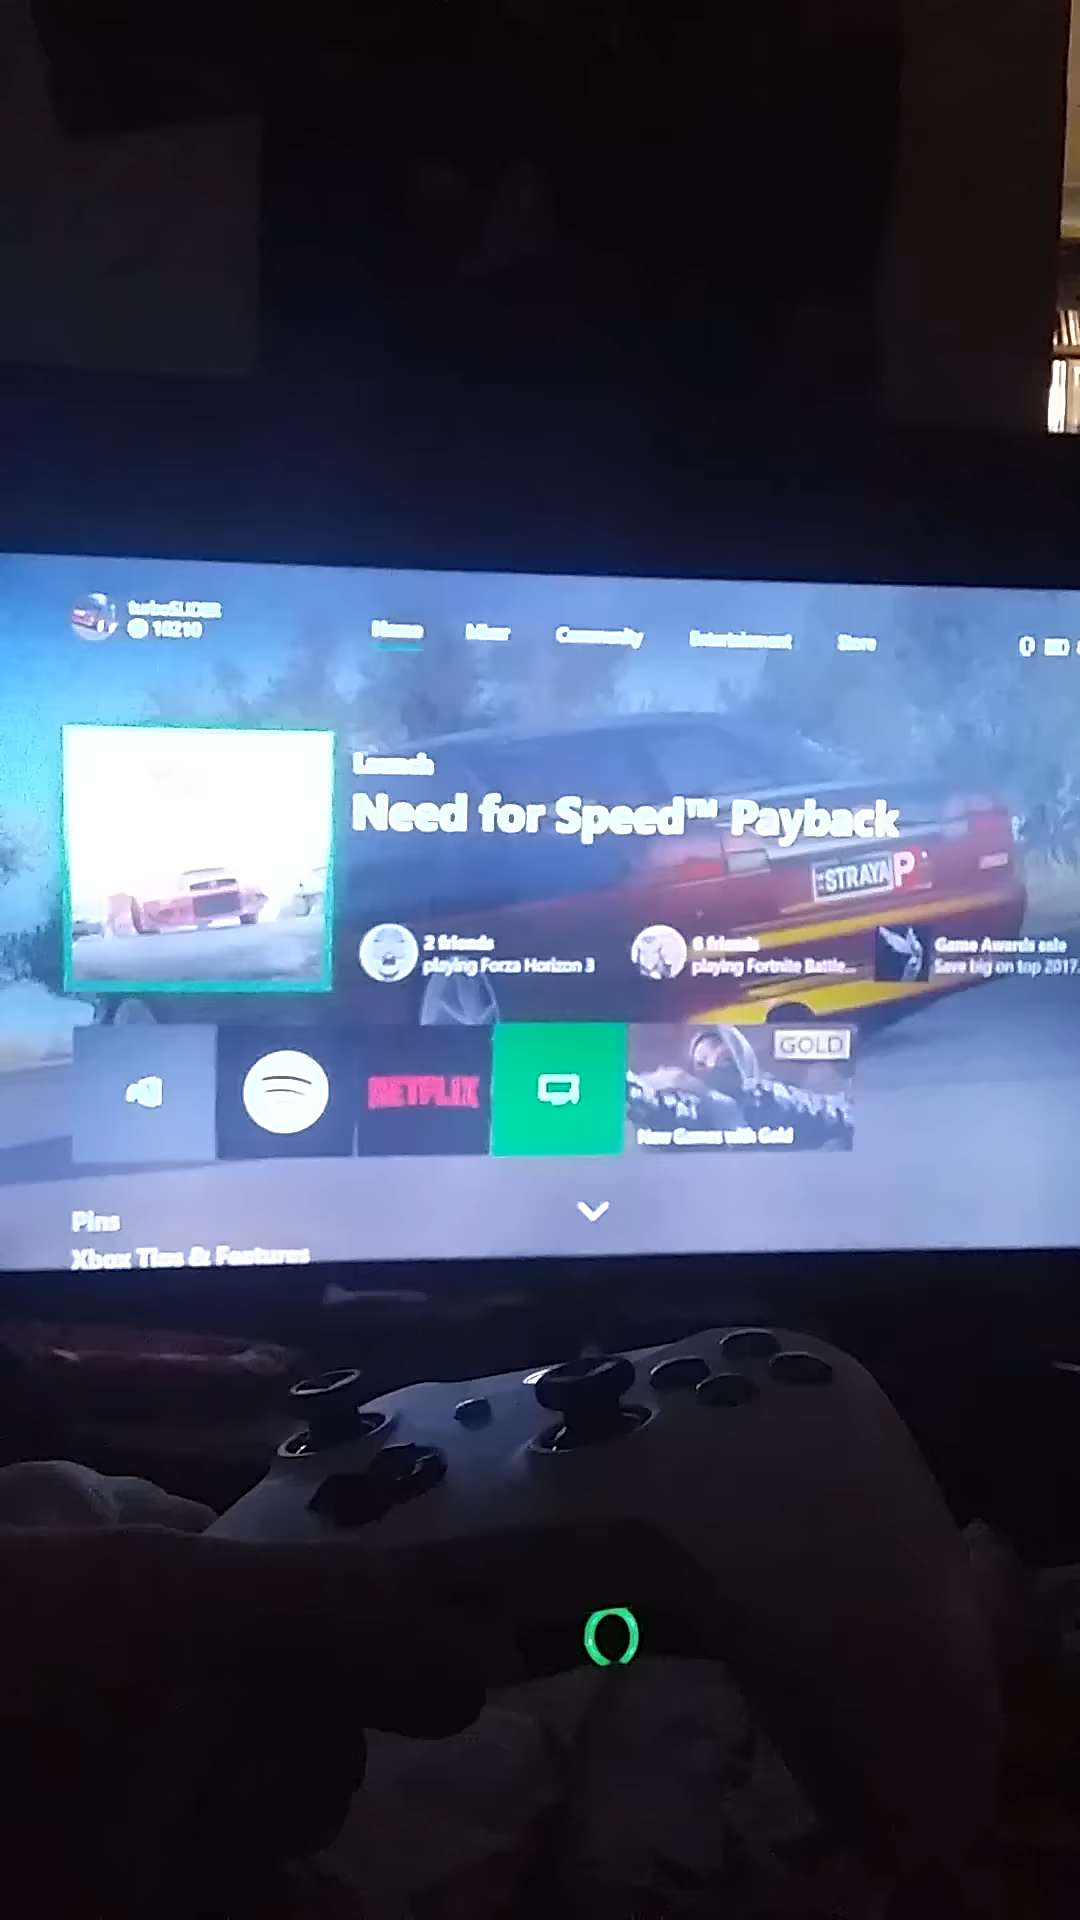 turboSLIDER
16210
Home Mixer Community Entertainment Store
Launch
Need for Speed™ Payback
STRAYA P
2 friends
playing Forza Horizon 3
6 friends
playing Fortnite Battle...
Game Awards sale
Save big on top 2017
NETFLIX
GOLD
New Games with Gold
Pins
Xbox Tips & Features